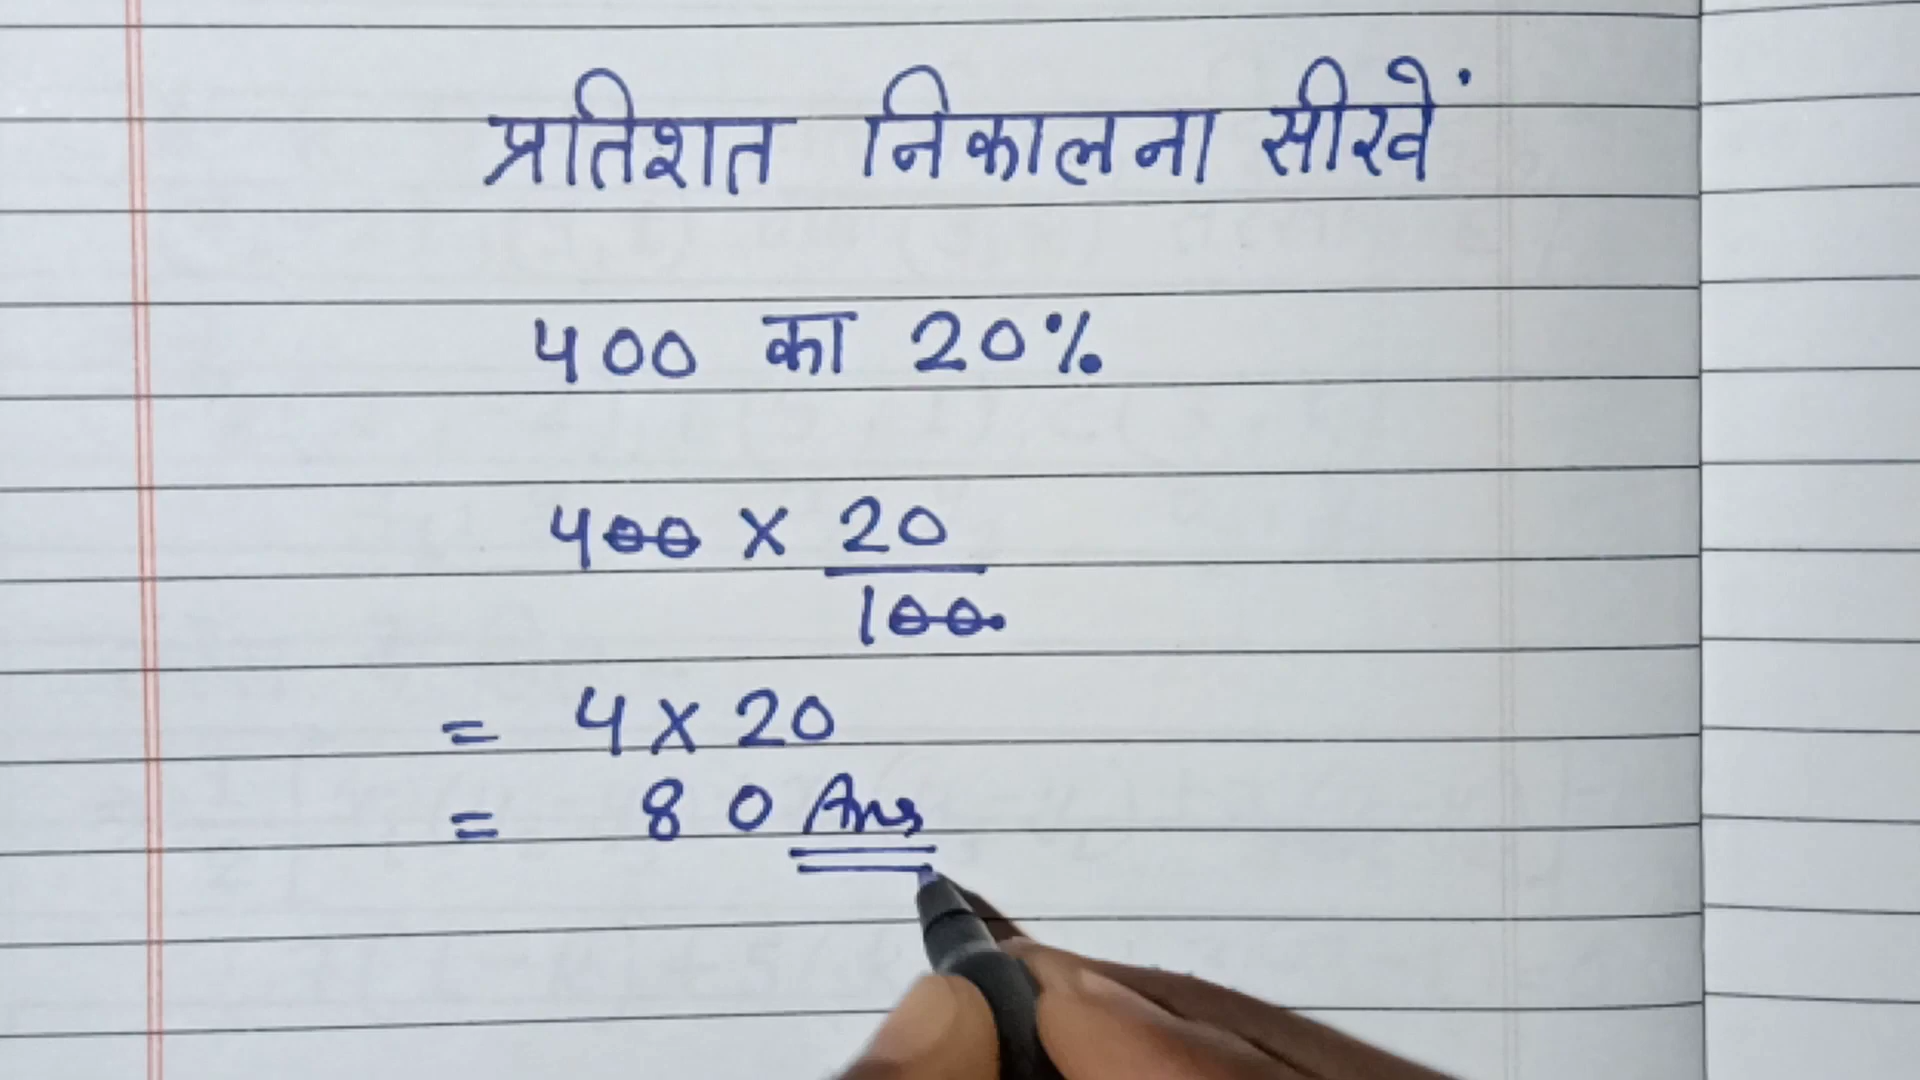 प्रतिशत निकालना सीखें
400 का 20%
400 × 20/100
= 4 × 20
= 80 Ans